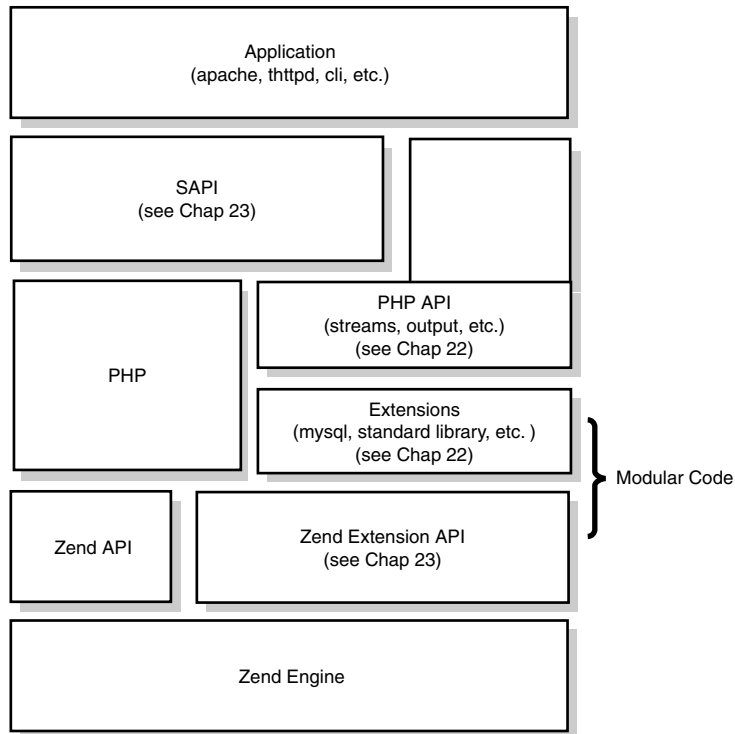 Application
(apache, thttpd, cli, etc.)
SAPI
(see Chap 23)
PHP API
(streams, output, etc.)
(see Chap 22)
PHP
Extensions
(mysql, standard library, etc. )
(see Chap 22)
Modular Code
Zend API
Zend Extension API
(see Chap 23)
Zend Engine